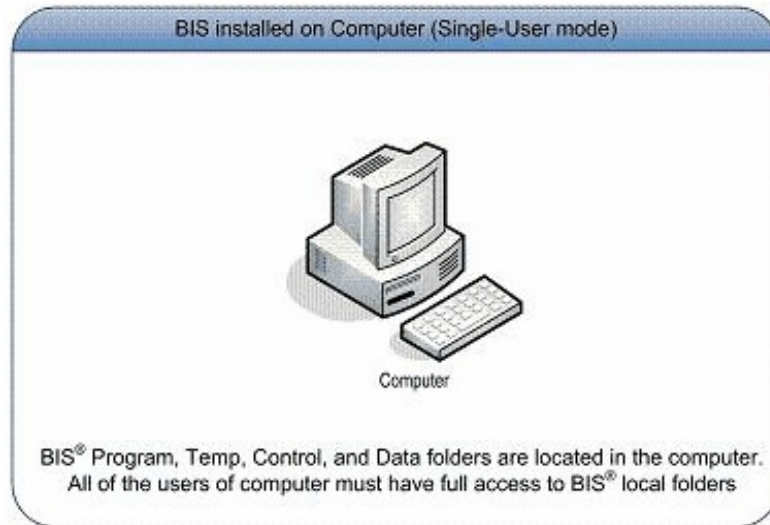 BIS installed on Computer (Single-User mode)
Computer
BIS® Program, Temp, Control, and Data folders are located in the computer.
All of the users of computer must have full access to BIS® local folders